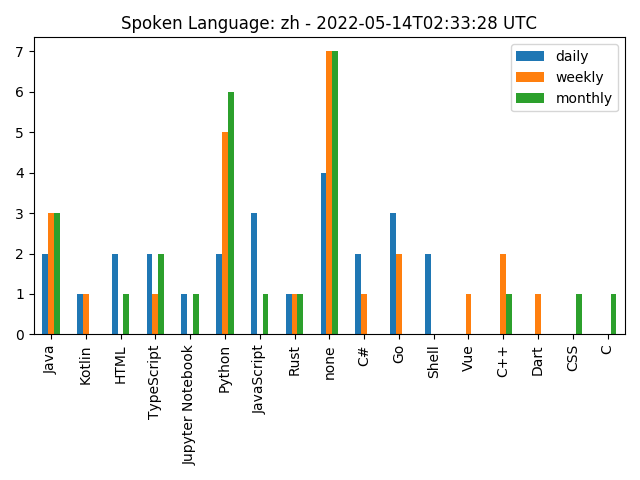 Spoken Language: zh - 2022-05-14T02:33:28 UTC
daily
weekly
monthly
7
6
5
4
3
2
1
0
Java
Kotlin
HTML
TypeScript
Jupyter Notebook
Python
JavaScript
Rust
none
C#
Go
Shell
Vue
C++
Dart
CSS
C